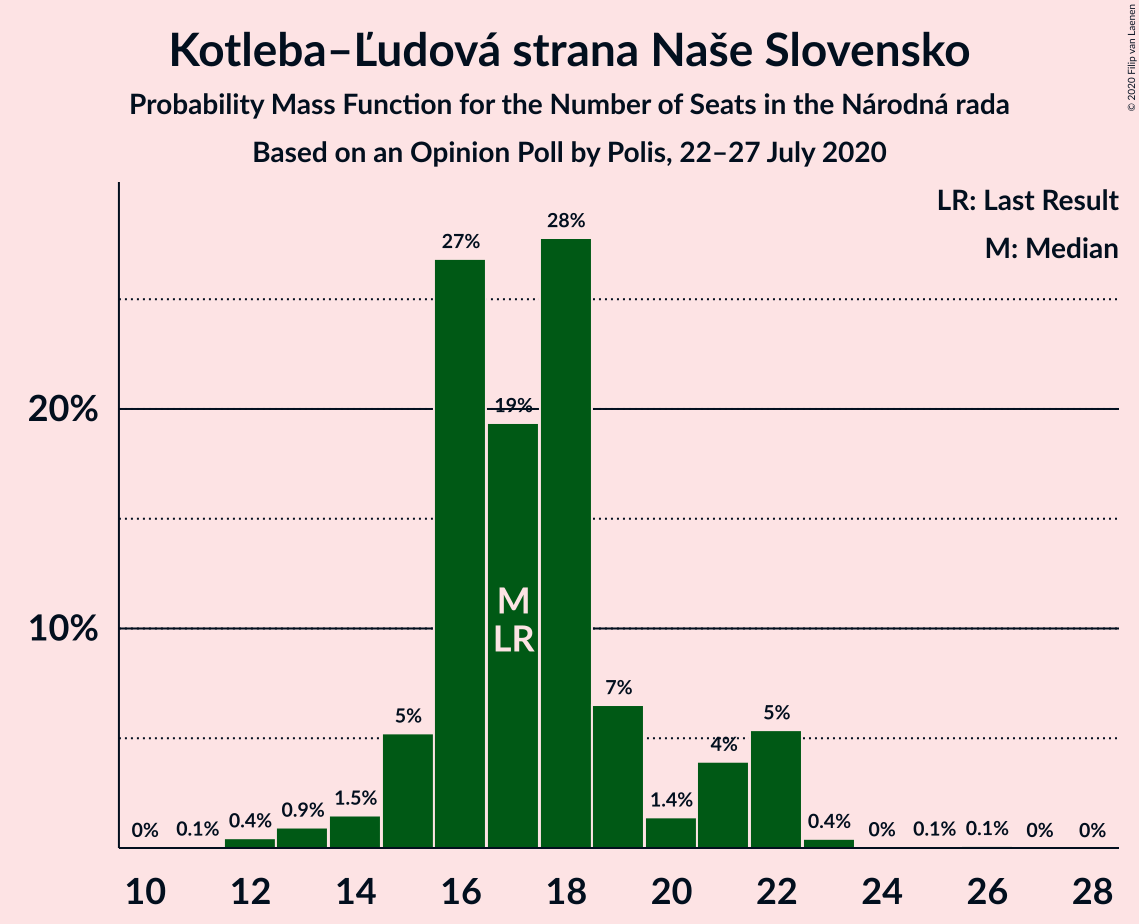 Kotleba–Ľudová strana Naše Slovensko
Probability Mass Function for the Number of Seats in the Národná rada
Based on an Opinion Poll by Polis, 22–27 July 2020
© 2020 Filip van Laenen
LR: Last Result
M: Median
20%
10%
0% 0.1% 0.4% 0.9% 1.5% 5% 27% 19% 28% 7% 1.4% 4% 5% 0.4% 0% 0.1% 0.1% 0% 0%
M
LR
10 12 14 16 18 20 22 24 26 28